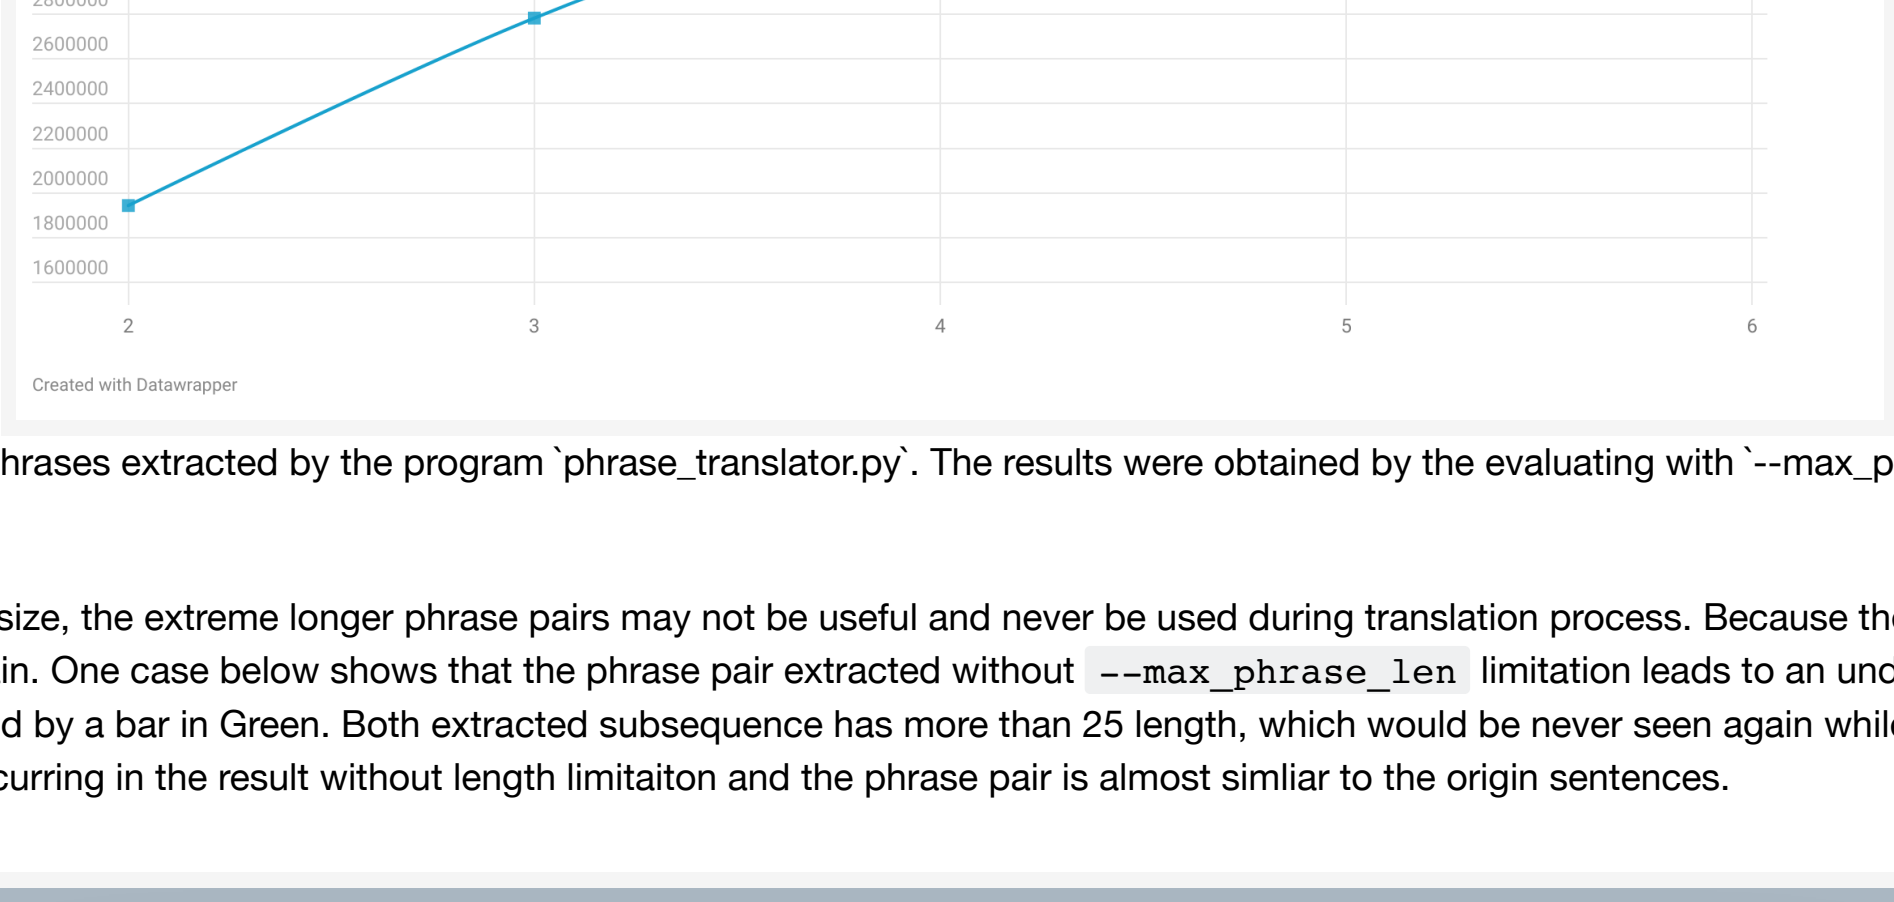 2800000
2600000
2400000
2200000
2000000
1800000
1600000
2 3 4 5 6
Created with Datawrapper
hrases extracted by the program `phrase_translator.py`. The results were obtained by the evaluating with `--max_p
size, the extreme longer phrase pairs may not be useful and never be used during translation process. Because the
in. One case below shows that the phrase pair extracted without --max_phrase_len limitation leads to an und
d by a bar in Green. Both extracted subsequence has more than 25 length, which would be never seen again while
curring in the result without length limitaiton and the phrase pair is almost simliar to the origin sentences.